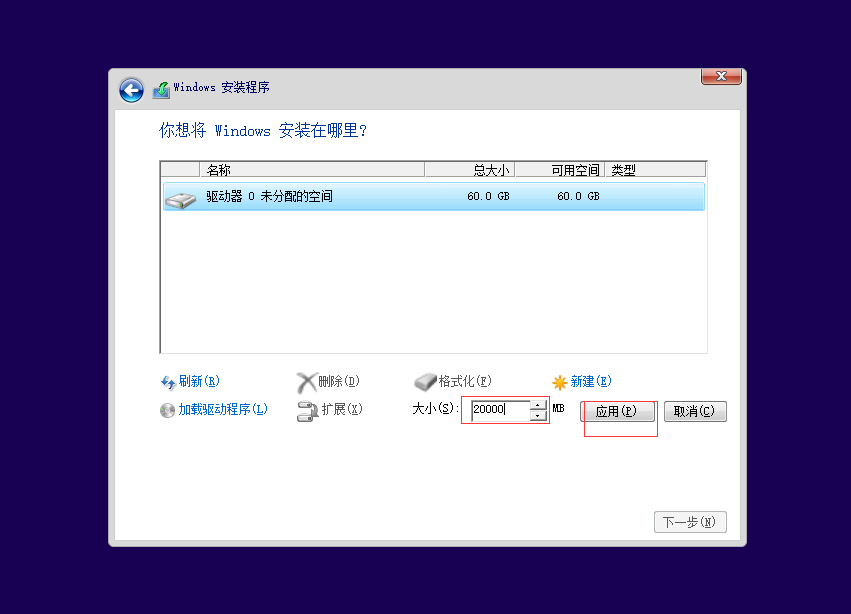 Windows 安装程序
你想将 Windows 安装在哪里?
名称 总大小 可用空间 类型
驱动器 0 未分配的空间 60.0 GB 60.0 GB
刷新(R) 删除(D) 格式化(F) 新建(E)
加载驱动程序(L) 扩展(X) 大小(S): 20000 MB 应用(P) 取消(C)
下一步(N)